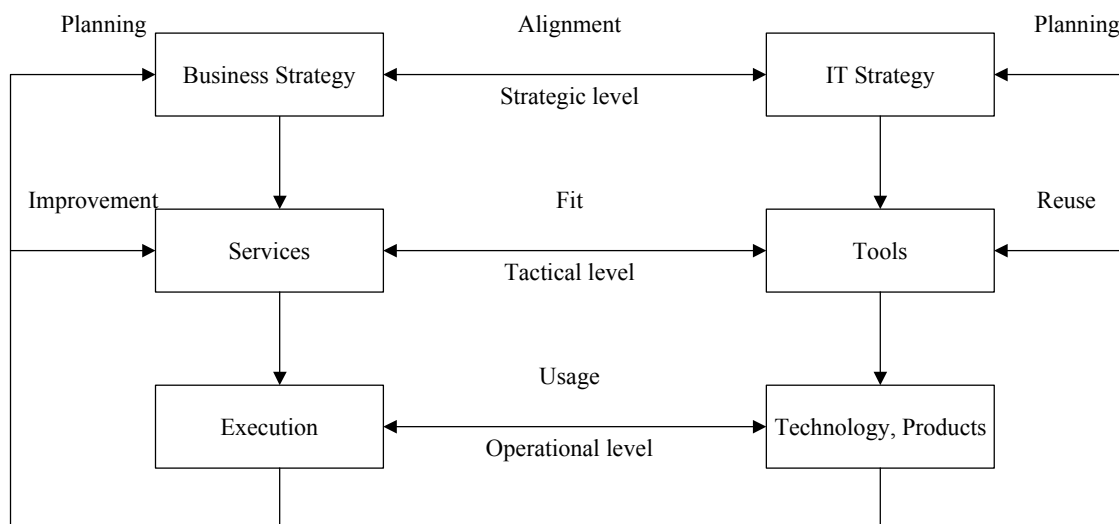 Planning
Alignment
Planning
Business Strategy
IT Strategy
Strategic level
Improvement
Fit
Reuse
Services
Tools
Tactical level
Usage
Execution
Technology, Products
Operational level